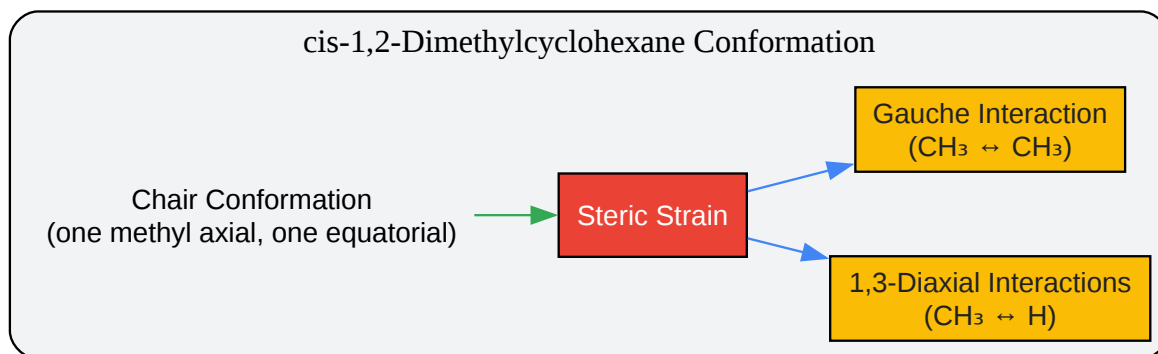 cis-1,2-Dimethylcyclohexane Conformation
Chair Conformation
(one methyl axial, one equatorial)
Steric Strain
Gauche Interaction
(CH₃ ↔ CH₃)
1,3-Diaxial Interactions
(CH₃ ↔ H)